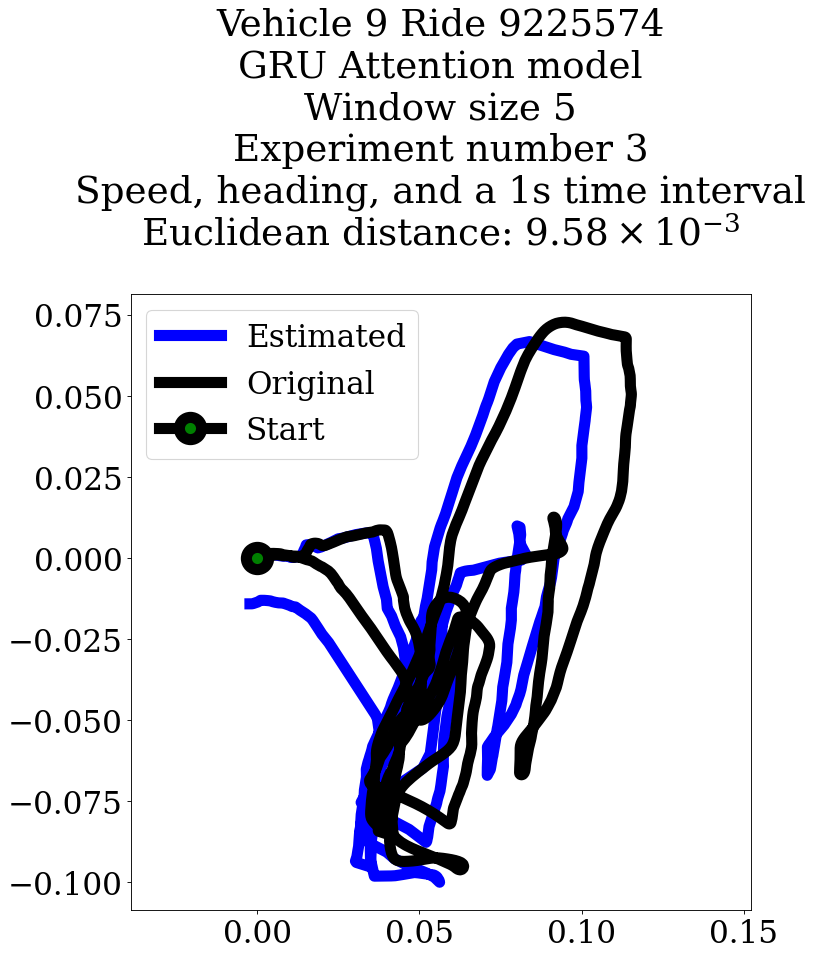 Vehicle 9 Ride 9225574
GRU Attention model
Window size 5
Experiment number 3
Speed, heading, and a 1s time interval
Euclidean distance: 9.58 × 10⁻³
Estimated
Original
Start
0.075
0.050
0.025
0.000
−0.025
−0.050
−0.075
−0.100
0.00 0.05 0.10 0.15